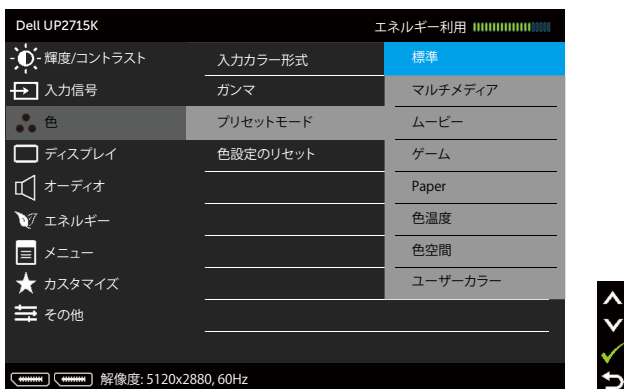 Dell UP2715K エネルギー利用
輝度/コントラスト 入力カラー形式 標準
入力信号 ガンマ マルチメディア
色 プリセットモード ムービー
ディスプレイ 色設定のリセット ゲーム
オーディオ Paper
エネルギー 色温度
メニュー 色空間
カスタマイズ ユーザーカラー
その他
解像度: 5120x2880, 60Hz